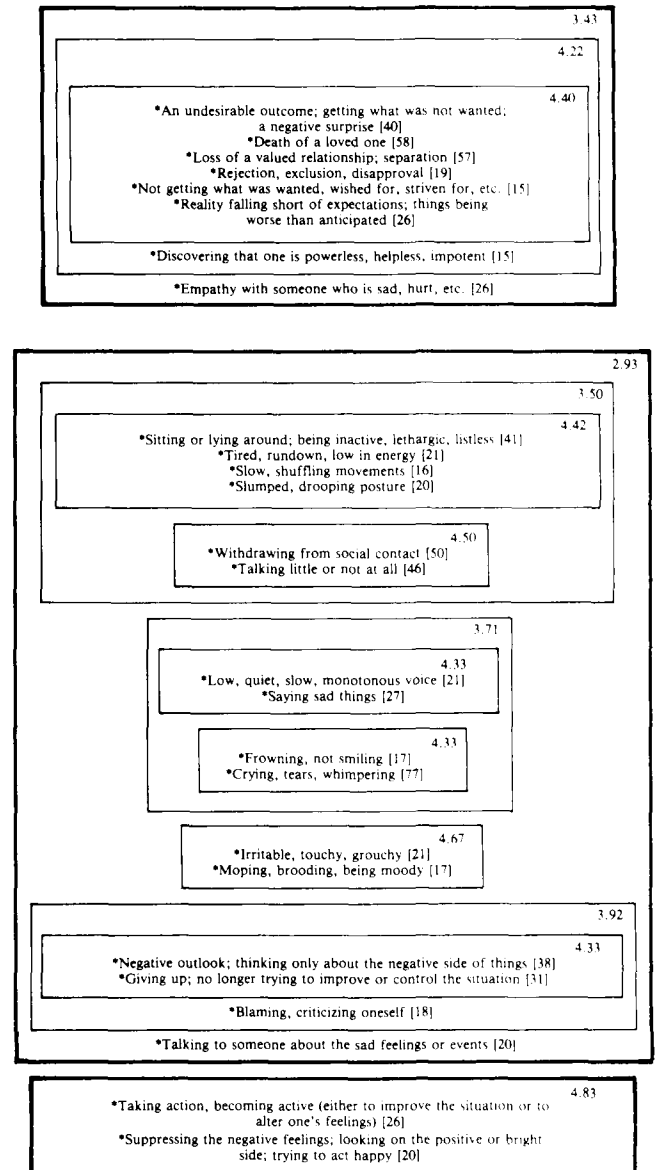 3.43
4.22
4.40
*An undesirable outcome; getting what was not wanted;
a negative surprise [40]
*Death of a loved one [58]
*Loss of a valued relationship; separation [57]
*Rejection, exclusion, disapproval [19]
*Not getting what was wanted, wished for, striven for, etc. [15]
*Reality falling short of expectations; things being
worse than anticipated [26]
*Discovering that one is powerless, helpless, impotent [15]
*Empathy with someone who is sad, hurt, etc. [26]
2.93
3.50
4.42
*Sitting or lying around; being inactive, lethargic, listless [41]
*Tired, rundown, low in energy [21]
*Slow, shuffling movements [16]
*Slumped, drooping posture [20]
4.50
*Withdrawing from social contact [50]
*Talking little or not at all [46]
3.71
4.33
*Low, quiet, slow, monotonous voice [21]
*Saying sad things [27]
4.33
*Frowning, not smiling [17]
*Crying, tears, whimpering [77]
4.67
*Irritable, touchy, grouchy [21]
*Moping, brooding, being moody [17]
3.92
4.33
*Negative outlook; thinking only about the negative side of things [38]
*Giving up; no longer trying to improve or control the situation [31]
*Blaming, criticizing oneself [18]
*Talking to someone about the sad feelings or events [20]
4.83
*Taking action, becoming active (either to improve the situation or to
alter one's feelings) [26]
*Suppressing the negative feelings; looking on the positive or bright
side; trying to act happy [20]